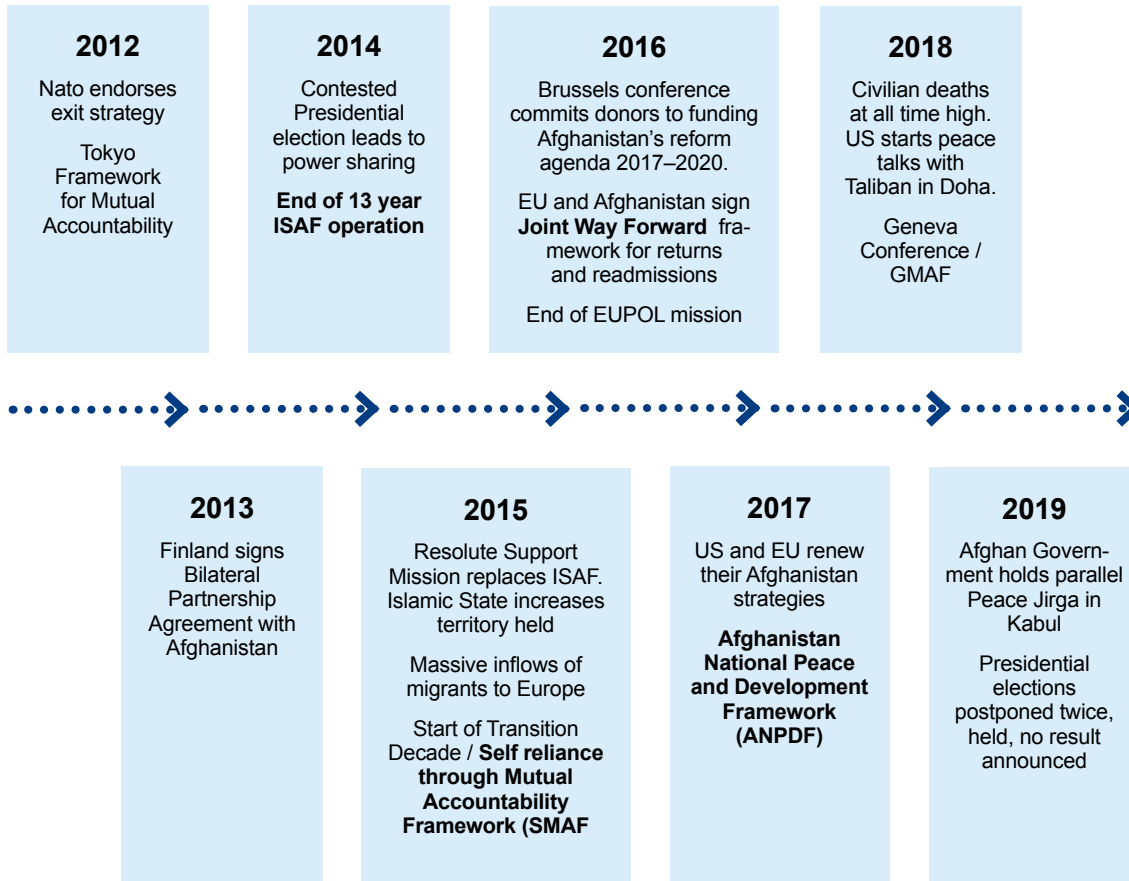 2012
Nato endorses
exit strategy
Tokyo
Framework
for Mutual
Accountability
2014
Contested
Presidential
election leads to
power sharing
End of 13 year
ISAF operation
2016
Brussels conference
commits donors to funding
Afghanistan’s reform
agenda 2017–2020.
EU and Afghanistan sign
Joint Way Forward fra-
mework for returns
and readmissions
End of EUPOL mission
2018
Civilian deaths
at all time high.
US starts peace
talks with
Taliban in Doha.
Geneva
Conference /
GMAF
2013
Finland signs
Bilateral
Partnership
Agreement with
Afghanistan
2015
Resolute Support
Mission replaces ISAF.
Islamic State increases
territory held
Massive inflows of
migrants to Europe
Start of Transition
Decade / Self reliance
through Mutual
Accountability
Framework (SMAF
2017
US and EU renew
their Afghanistan
strategies
Afghanistan
National Peace
and Development
Framework
(ANPDF)
2019
Afghan Govern-
ment holds parallel
Peace Jirga in
Kabul
Presidential
elections
postponed twice,
held, no result
announced